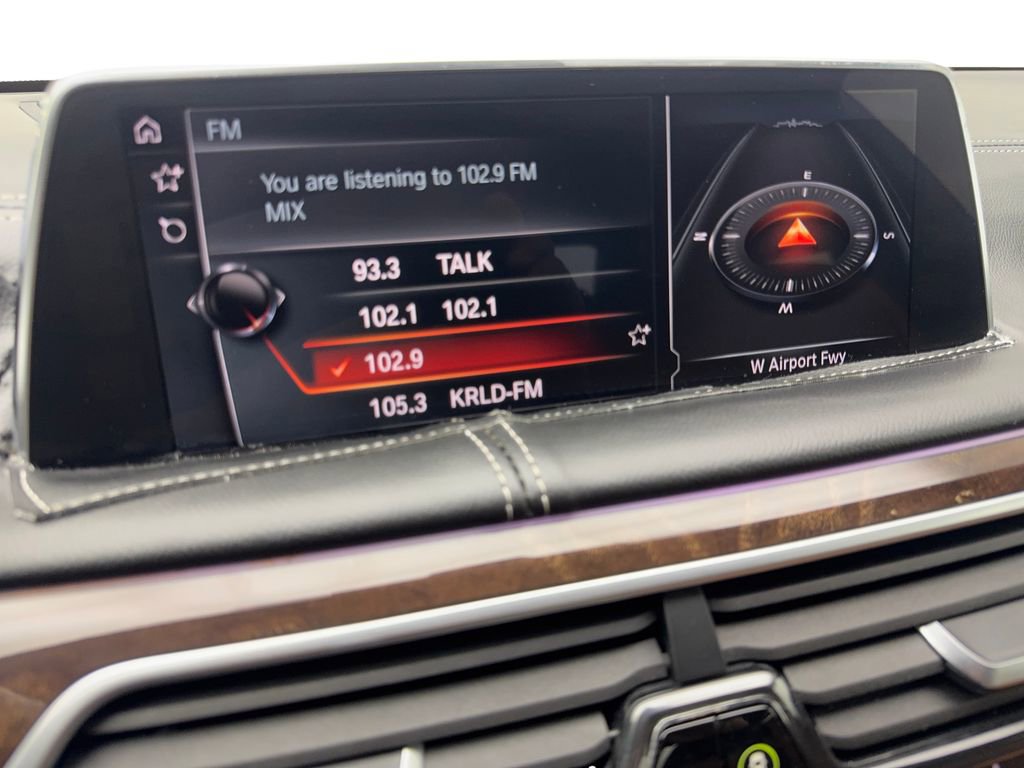 FM
You are listening to 102.9 FM
MIX
93.3 TALK
102.1 102.1
102.9
105.3 KRLD-FM
E
N
S
W
W Airport Fwy